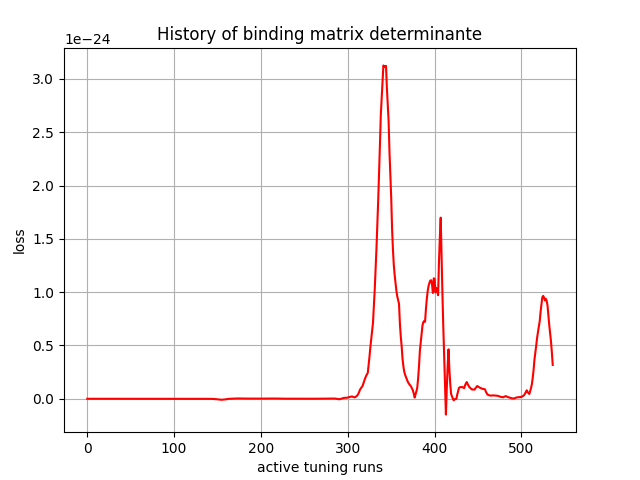 History of binding matrix determinante
1e−24
3.0
2.5
2.0
1.5
1.0
0.5
0.0
loss
0 100 200 300 400 500
active tuning runs